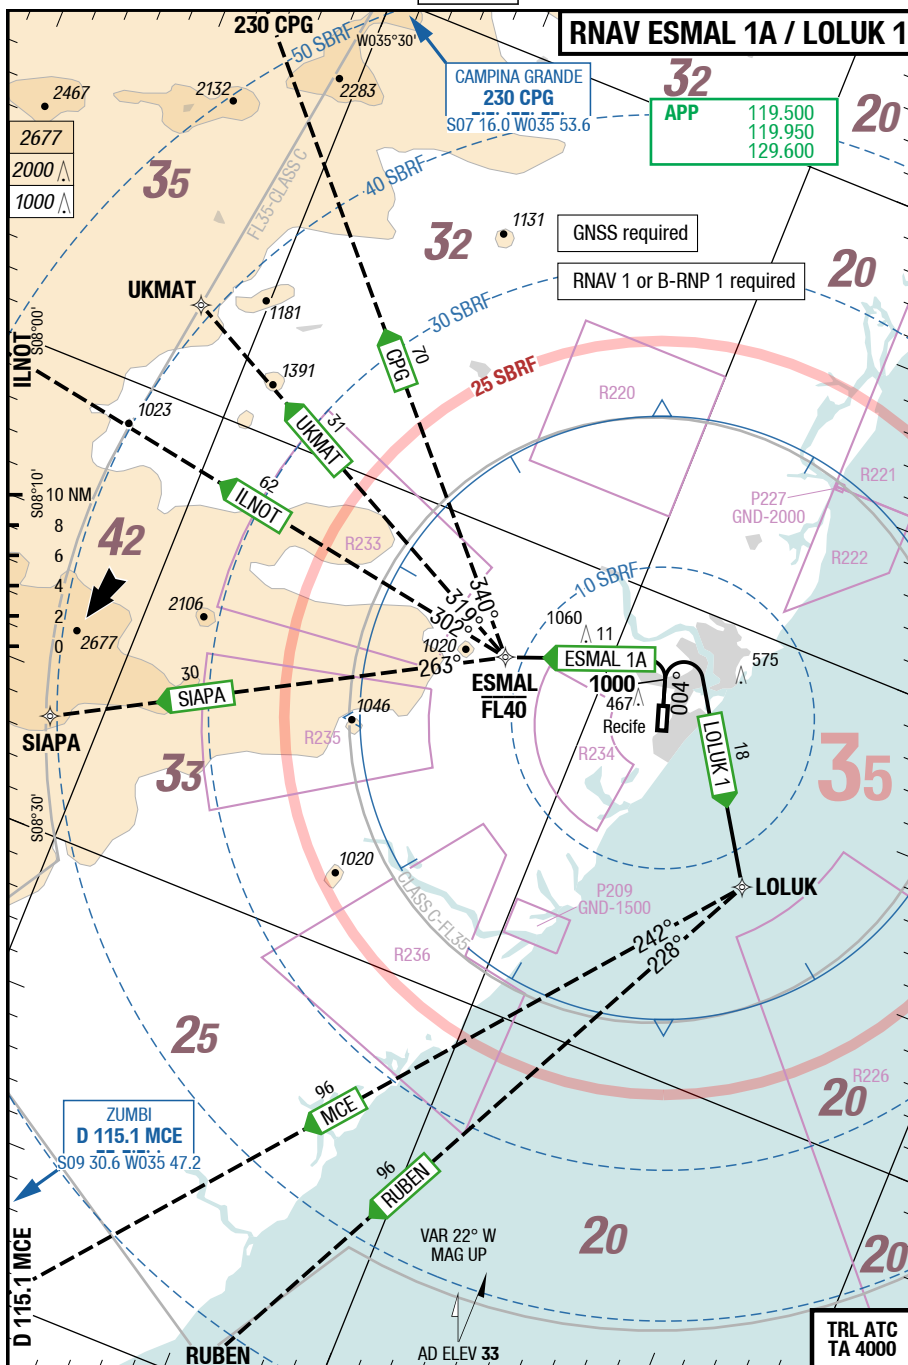 RNAV ESMAL 1A / LOLUK 1
230 CPG
50 SBRF
W035°30'
CAMPINA GRANDE
230 CPG
S07 16.0 W035 53.6
32
APP 119.500
119.950
129.600
20
2467
2132
2283
2677
2000
1000
35
FL35-CLASS C
40 SBRF
32
1131
GNSS required
RNAV 1 or B-RNP 1 required
20
UKMAT
1181
30 SBRF
ILNOT
S08°00'
CPG
70
25 SBRF
1391
R220
1023
UKMAT
31
62
ILNOT
S08°10'
10 NM
8
6
4
2
0
42
R233
P227
GND-2000
R221
R222
10 SBRF
2677
2106
340°
319°
302°
263°
1020
1060
11
ESMAL 1A
575
ESMAL
FL40
1000
467
004°
Recife
30
SIAPA
SIAPA
1046
R235
R234
LOLUK 1
18
33
35
S08°30'
1020
LOLUK
P209
GND-1500
CLASS C-FL35
R236
242°
228°
25
R226
20
96
MCE
ZUMBI
D 115.1 MCE
S09 30.6 W035 47.2
96
RUBEN
D 115.1 MCE
VAR 22° W
MAG UP
20
20
RUBEN
AD ELEV 33
TRL ATC
TA 4000